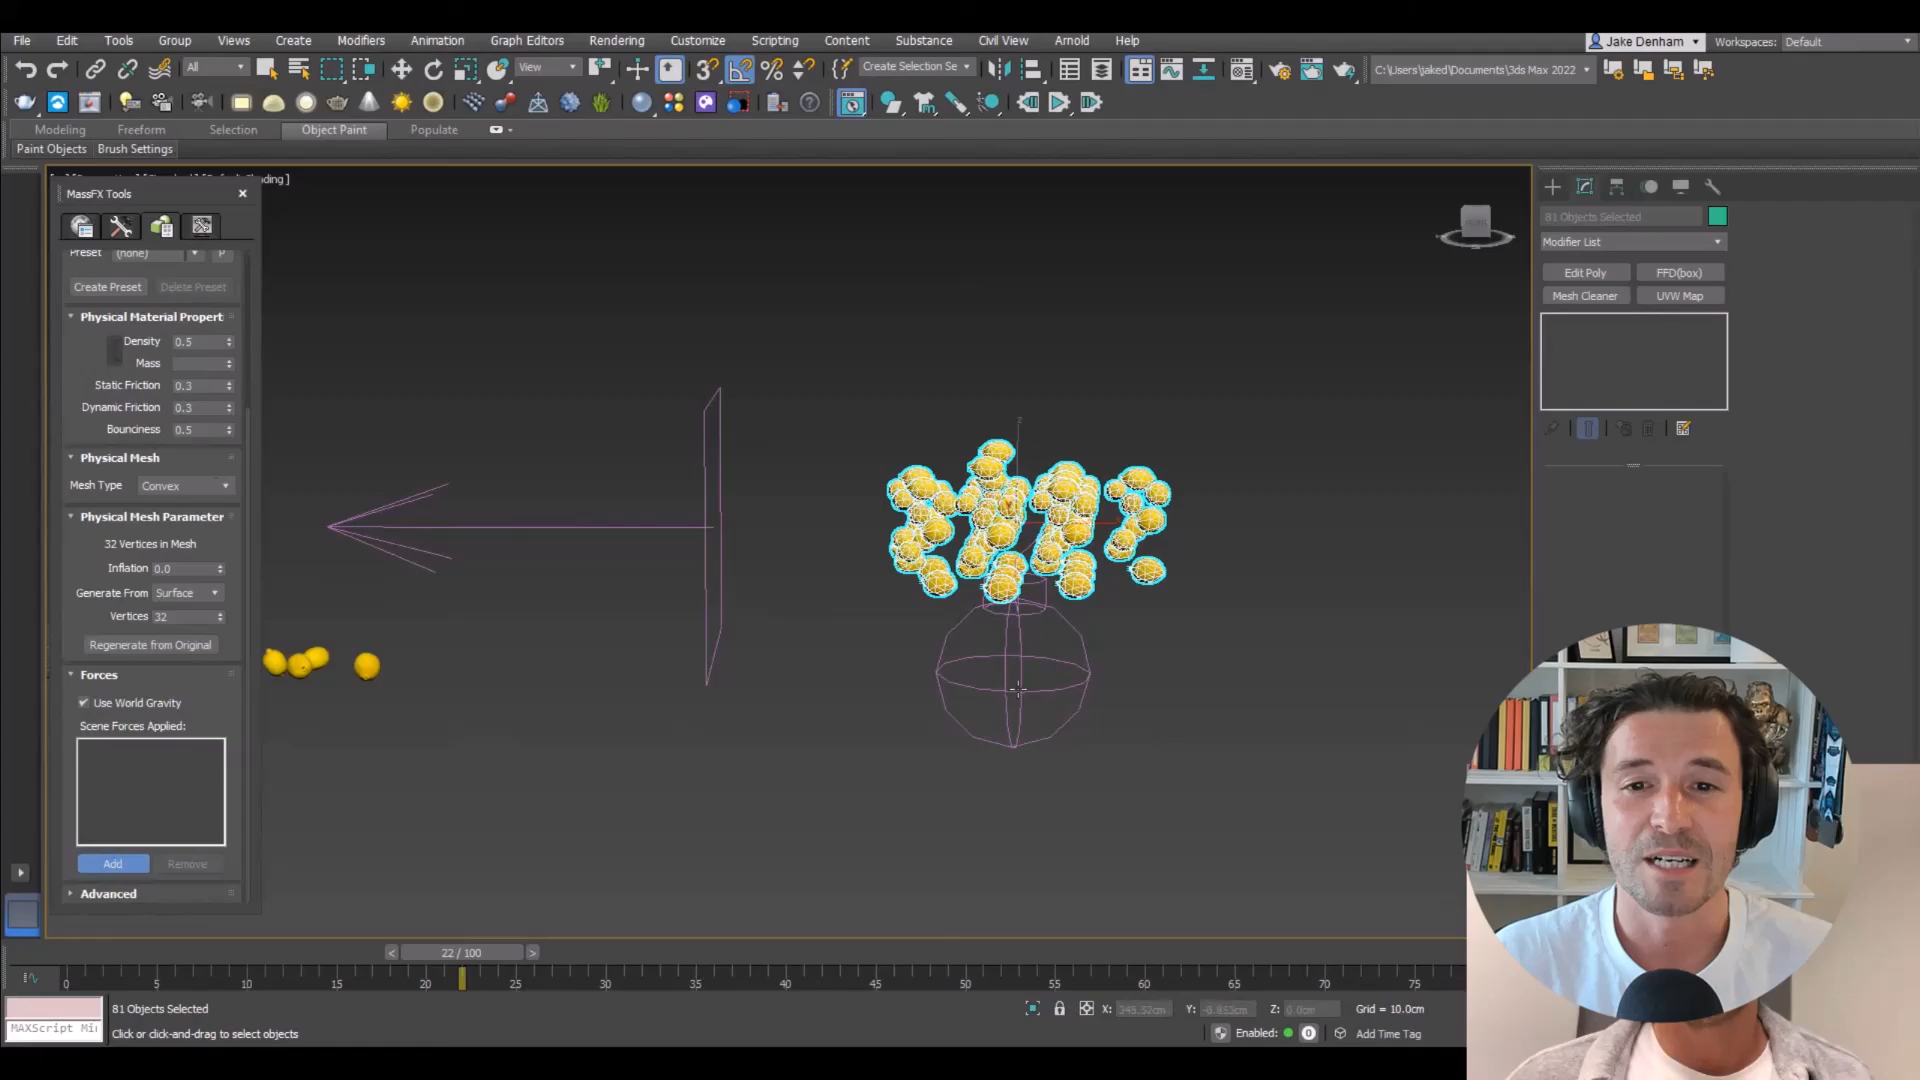 File Edit Tools Group Views Create Modifiers Animation Graph Editors Rendering Customize Scripting Content Substance Civil View Arnold Help Jake Denham Workspaces: Default
All View Create Selection Se C:\Users\jaked\Documents\3ds Max 2022
Modeling Freeform Selection Object Paint Populate
Paint Objects Brush Settings
MassFX Tools
Preset (none)
Create Preset Delete Preset
Physical Material Propert
Density 0.5
Mass
Static Friction 0.3
Dynamic Friction 0.3
Bounciness 0.5
Physical Mesh
Mesh Type Convex
Physical Mesh Parameter
32 Vertices in Mesh
Inflation 0.0
Generate From Surface
Vertices 32
Regenerate from Original
Forces
Use World Gravity
Scene Forces Applied:
Add Remove
Advanced
81 Objects Selected
Modifier List
Edit Poly FFD(box)
Mesh Cleaner UVW Map
< 22 / 100 >
0 5 10 15 20 25 30 35 40 45 50 55 60 65 70 75
81 Objects Selected X: Y: Z: 0.0cm Grid = 10.0cm
MAXScript Mi
Click or click-and-drag to select objects Enabled: Add Time Tag